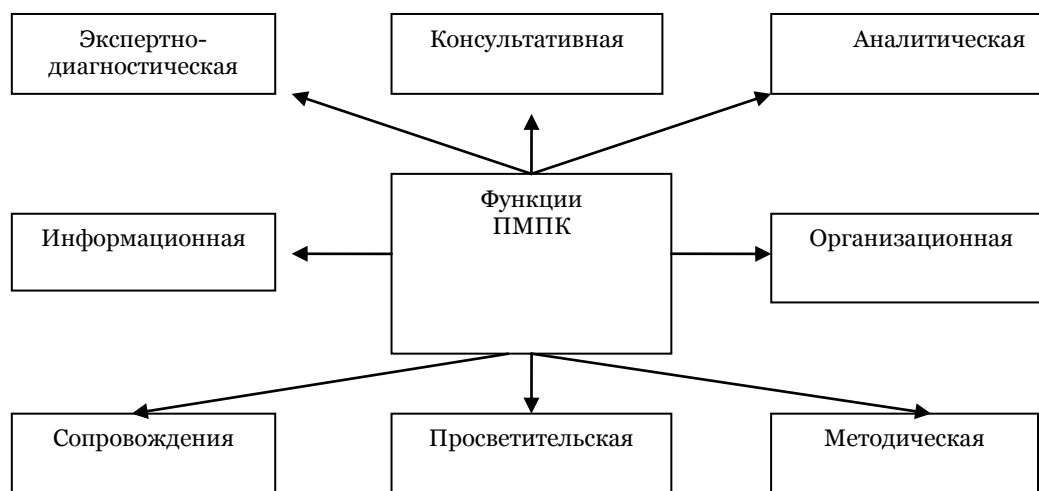 Экспертно-
диагностическая
Консультативная
Аналитическая
Функции
ПМПК
Информационная
Организационная
Сопровождения
Просветительская
Методическая